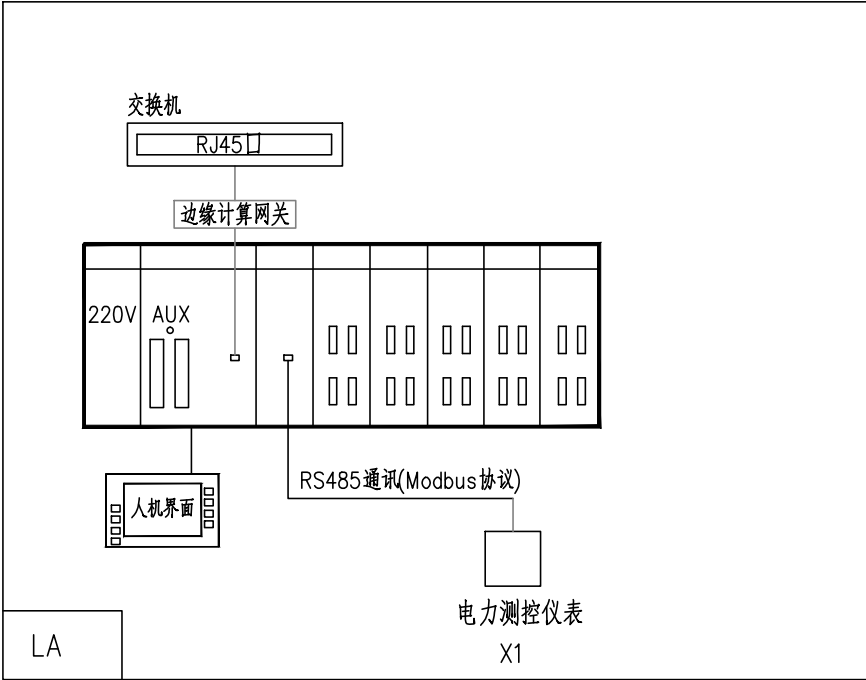 交换机
RJ45口
边缘计算网关
220V
AUX
RS485通讯(Modbus协议)
人机界面
电力测控仪表
X1
LA